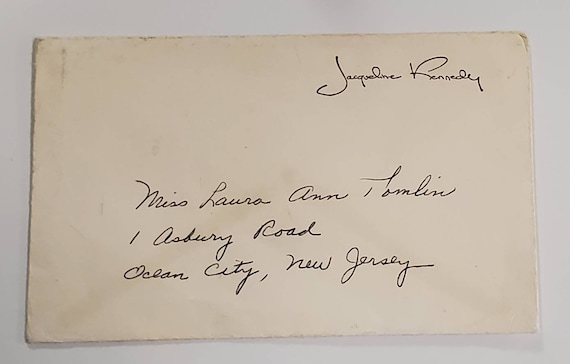 Jacqueline Kennedy
Miss Laura Ann Tomlin
1 Asbury Road
Ocean City, New Jersey